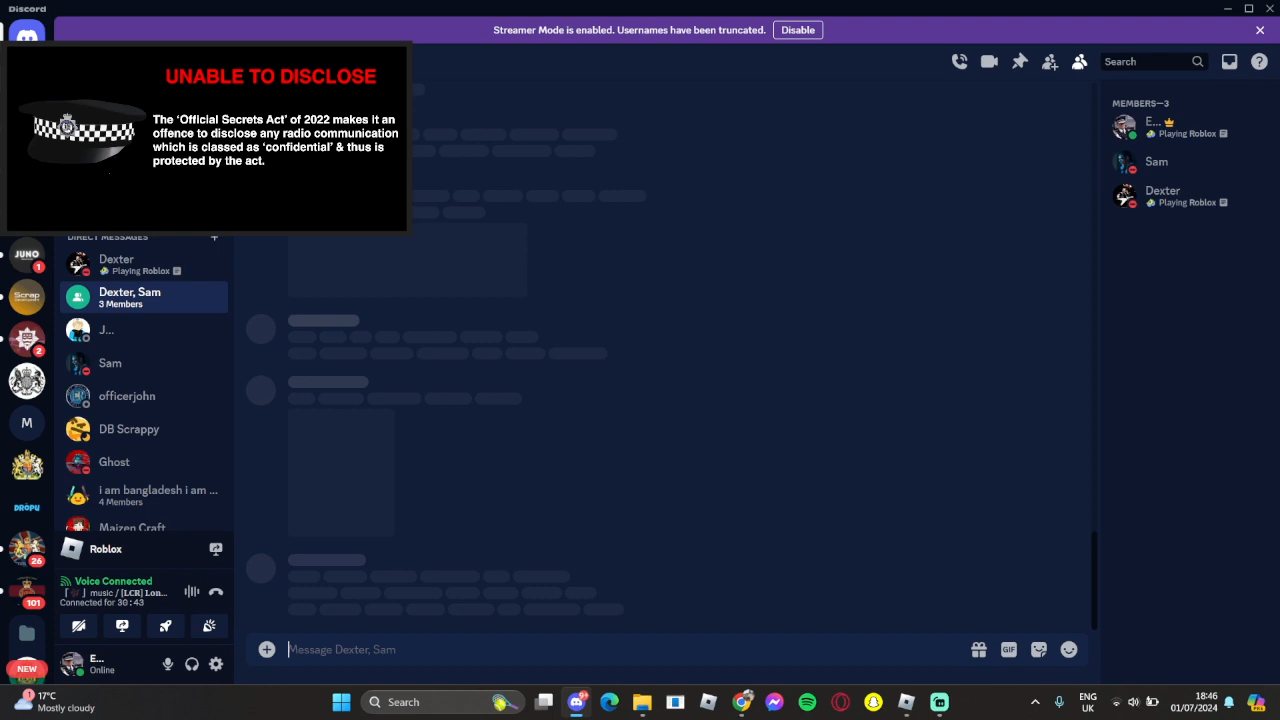 Discord
Streamer Mode is enabled. Usernames have been truncated.
Disable
UNABLE TO DISCLOSE
The ‘Official Secrets Act’ of 2022 makes it an
offence to disclose any radio communication
which is classed as ‘confidential’ & thus is
protected by the act.
Search
MEMBERS—3
E...
Playing Roblox
Sam
Dexter
Playing Roblox
DIRECT MESSAGES
+
Dexter
Playing Roblox
Dexter, Sam
3 Members
J...
Sam
officerjohn
DB Scrappy
Ghost
i am bangladesh i am ...
4 Members
Maizen Craft
JUNO
1
Scrap
2
M
DROPU
26
101
NEW
Roblox
Voice Connected
music / [LCR] Lon...
Connected for 30:43
E...
Online
Message Dexter, Sam
GIF
1
17°C
Mostly cloudy
Search
9+
ENG
UK
18:46
01/07/2024